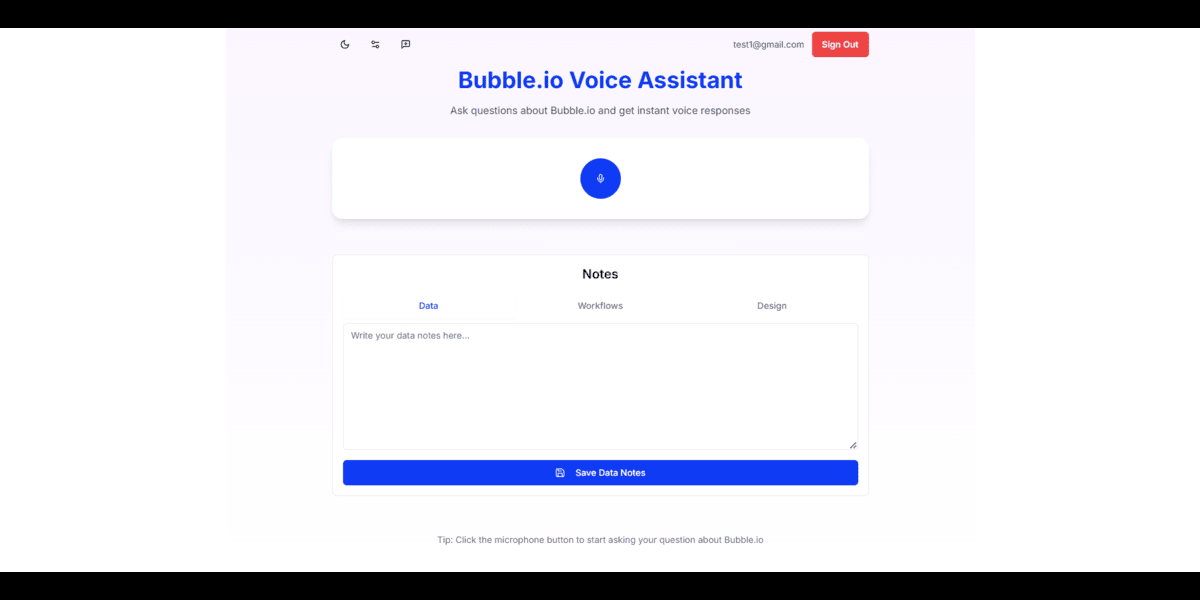 test1@gmail.com Sign Out
Bubble.io Voice Assistant
Ask questions about Bubble.io and get instant voice responses
Notes
Data Workflows Design
Write your data notes here...
Save Data Notes
Tip: Click the microphone button to start asking your question about Bubble.io